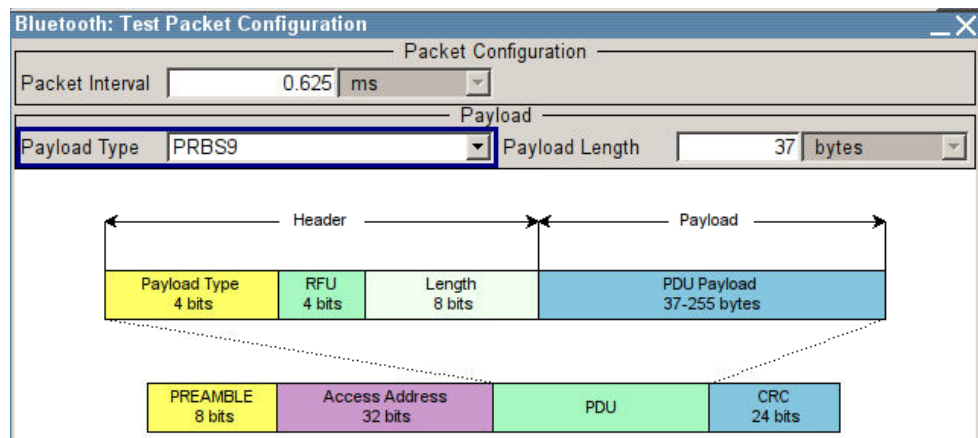 Bluetooth: Test Packet Configuration
Packet Configuration
Packet Interval 0.625 ms
Payload
Payload Type PRBS9 Payload Length 37 bytes
Header Payload
Payload Type RFU Length PDU Payload
4 bits 4 bits 8 bits 37-255 bytes
PREAMBLE Access Address PDU CRC
8 bits 32 bits 24 bits